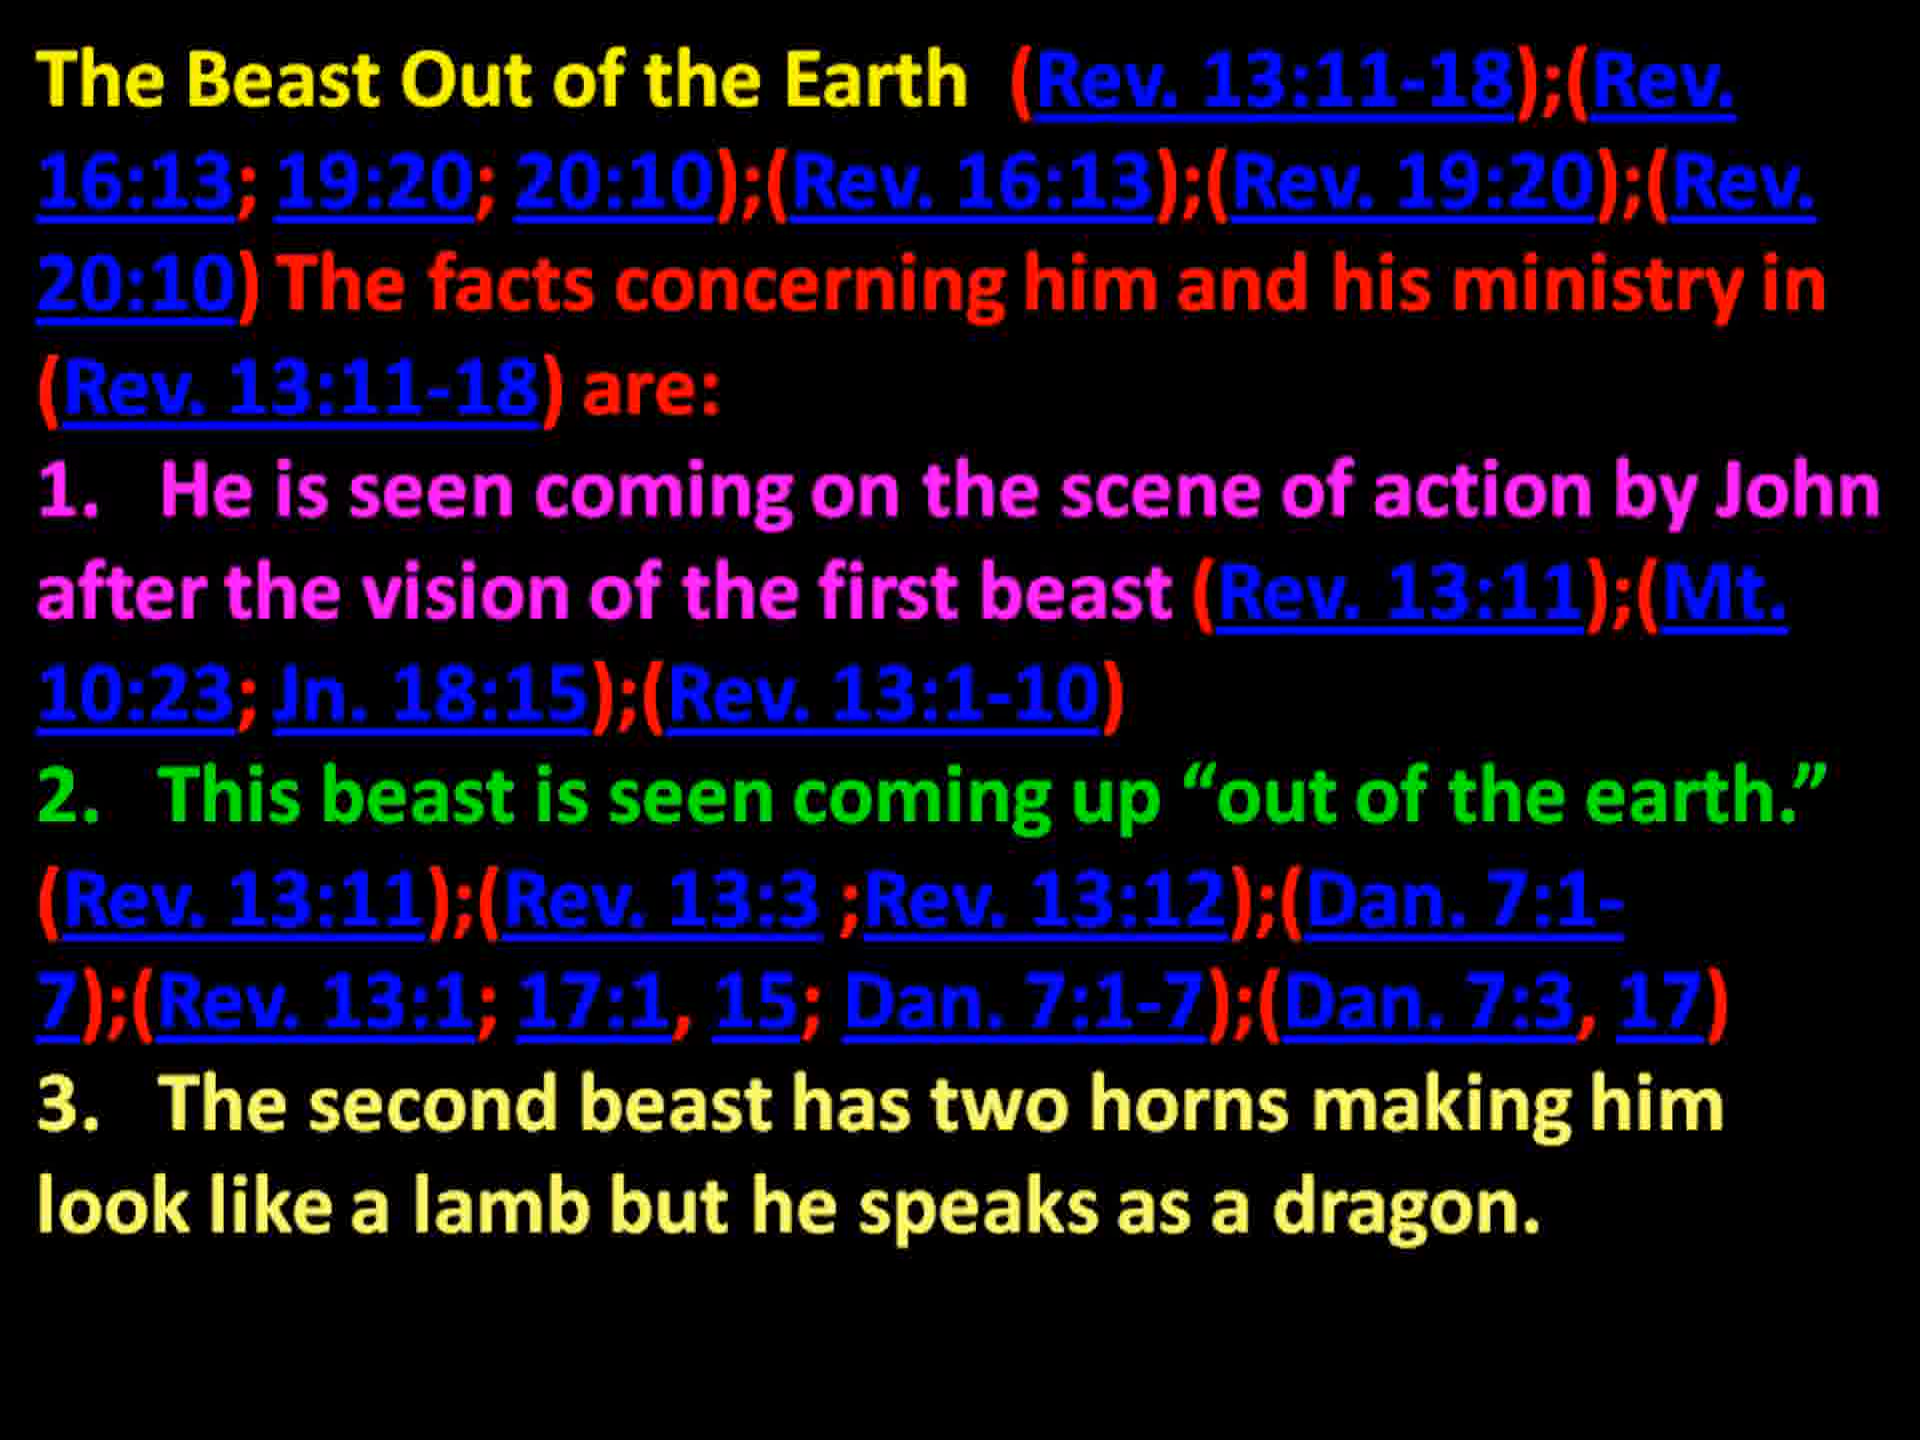 The Beast Out of the Earth  (Rev. 13:11-18);(Rev.
16:13; 19:20; 20:10);(Rev. 16:13);(Rev. 19:20);(Rev.
20:10) The facts concerning him and his ministry in
(Rev. 13:11-18) are:
1.   He is seen coming on the scene of action by John
after the vision of the first beast (Rev. 13:11);(Mt.
10:23; Jn. 18:15);(Rev. 13:1-10)
2.   This beast is seen coming up “out of the earth.”
(Rev. 13:11);(Rev. 13:3 ;Rev. 13:12);(Dan. 7:1-
7);(Rev. 13:1; 17:1, 15; Dan. 7:1-7);(Dan. 7:3, 17)
3.   The second beast has two horns making him
look like a lamb but he speaks as a dragon.